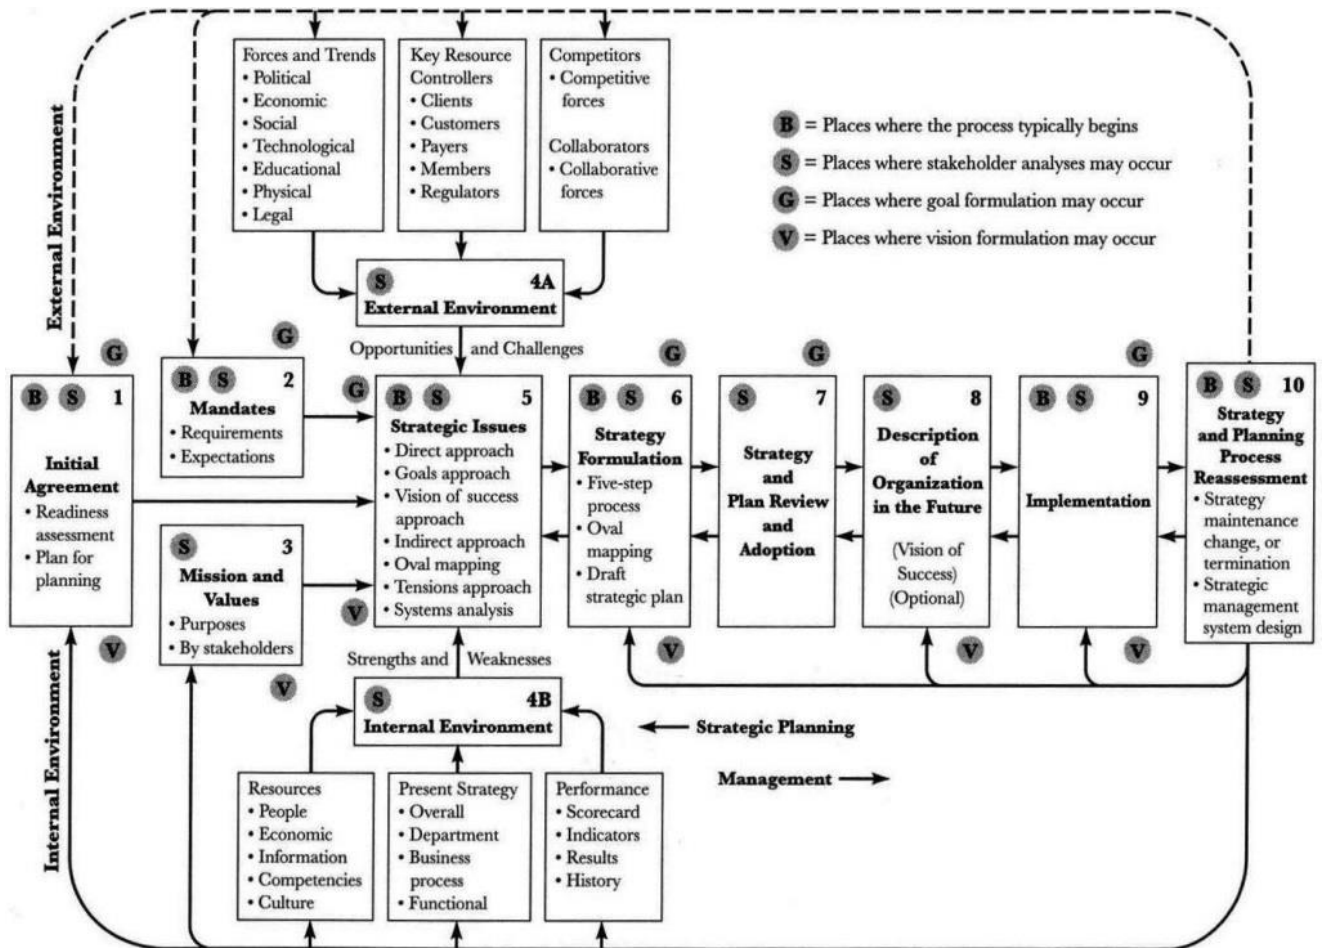 Forces and Trends
• Political
• Economic
• Social
• Technological
• Educational
• Physical
• Legal
Key Resource
Controllers
• Clients
• Customers
• Payers
• Members
• Regulators
Competitors
• Competitive
forces
Collaborators
• Collaborative
forces
B = Places where the process typically begins
S = Places where stakeholder analyses may occur
G = Places where goal formulation may occur
V = Places where vision formulation may occur
External Environment
S 4A
External Environment
Opportunities and Challenges
G
B S 1
Initial
Agreement
• Readiness
assessment
• Plan for
planning
V
G
B S 2
Mandates
• Requirements
• Expectations
S 3
Mission and
Values
• Purposes
• By stakeholders
V
G
B S 5
Strategic Issues
• Direct approach
• Goals approach
• Vision of success
approach
• Indirect approach
• Oval mapping
• Tensions approach
• Systems analysis
V
G
B S 6
Strategy
Formulation
• Five-step
process
• Oval
mapping
• Draft
strategic plan
V
G
S 7
Strategy
and
Plan Review
and
Adoption
S 8
Description
of
Organization
in the Future
(Vision of
Success)
(Optional)
V
G
B S 9
Implementation
V
B S 10
Strategy
and Planning
Process
Reassessment
• Strategy
maintenance
change, or
termination
• Strategic
management
system design
Strengths and Weaknesses
S 4B
Internal Environment
Strategic Planning
Management
Internal Environment
Resources
• People
• Economic
• Information
• Competencies
• Culture
Present Strategy
• Overall
• Department
• Business
process
• Functional
Performance
• Scorecard
• Indicators
• Results
• History